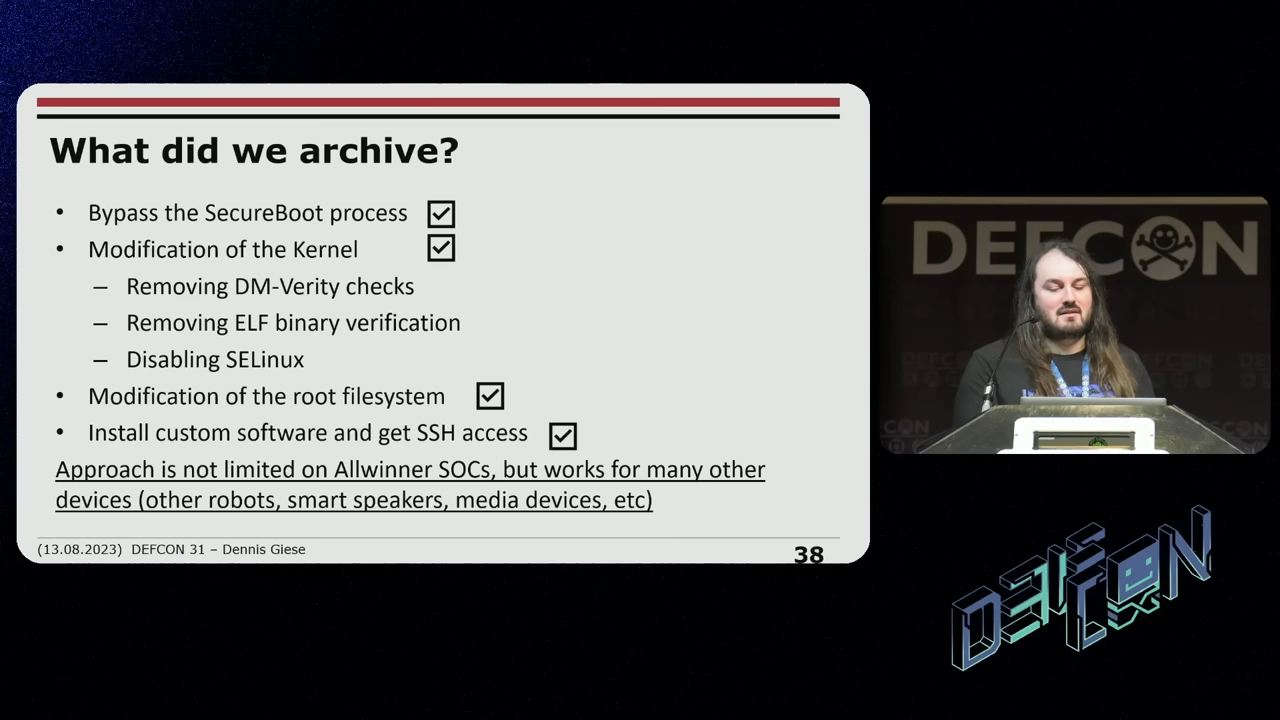 What did we archive?
• Bypass the SecureBoot process ☑
• Modification of the Kernel ☑
– Removing DM-Verity checks
– Removing ELF binary verification
– Disabling SELinux
• Modification of the root filesystem ☑
• Install custom software and get SSH access ☑
Approach is not limited on Allwinner SOCs, but works for many other
devices (other robots, smart speakers, media devices, etc)
(13.08.2023) DEFCON 31 – Dennis Giese
38
DEFCON
DEFCON